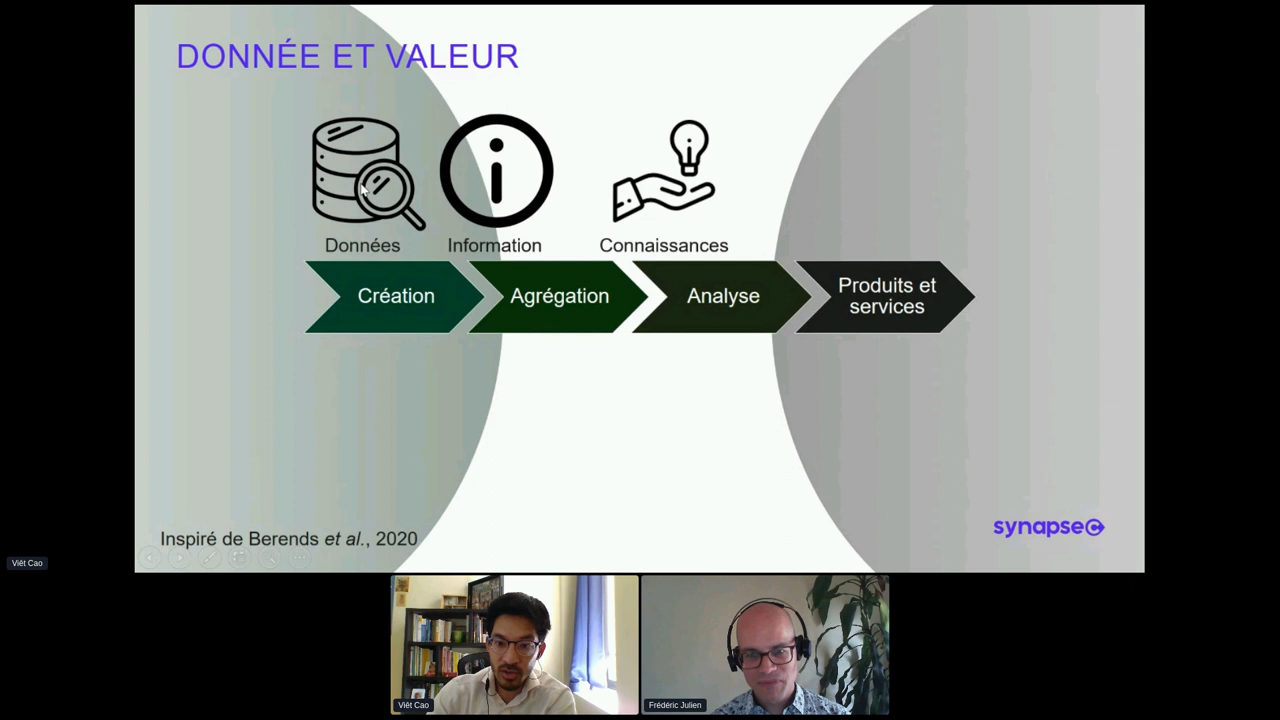 DONNÉE ET VALEUR
Données
Information
Connaissances
Création
Agrégation
Analyse
Produits et
services
Inspiré de Berends et al., 2020
synapseC
Viêt Cao
Viêt Cao
Frédéric Julien